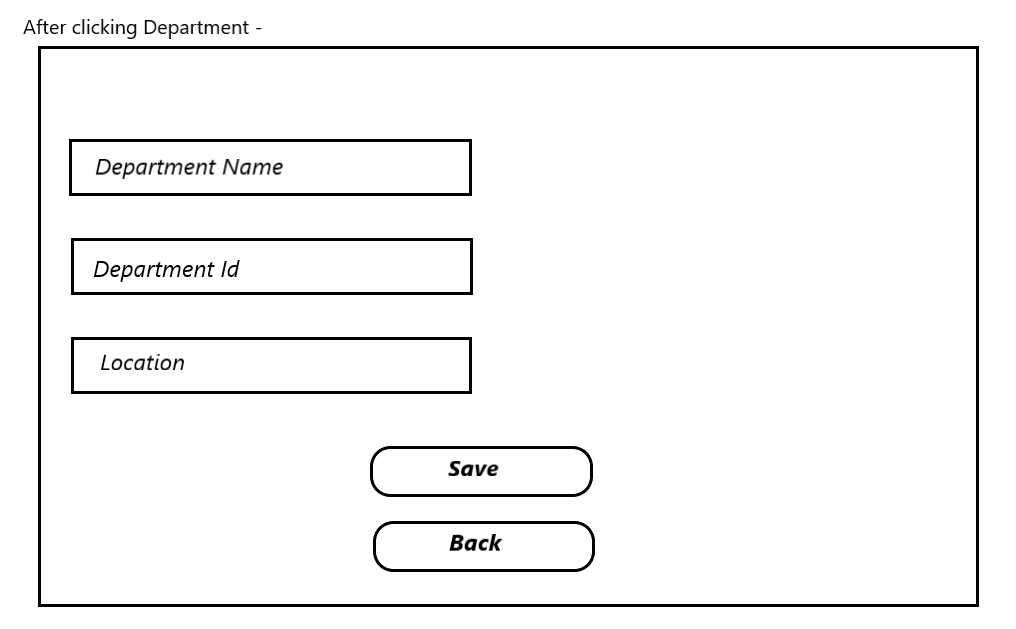 After clicking Department -
Department Name
Department Id
Location
Save
Back